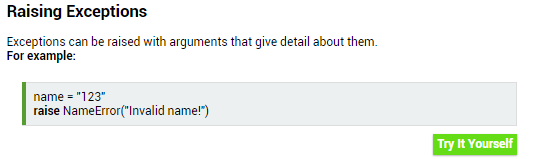 Raising Exceptions
Exceptions can be raised with arguments that give detail about them.
For example:
name = "123"
raise NameError("Invalid name!")
Try It Yourself